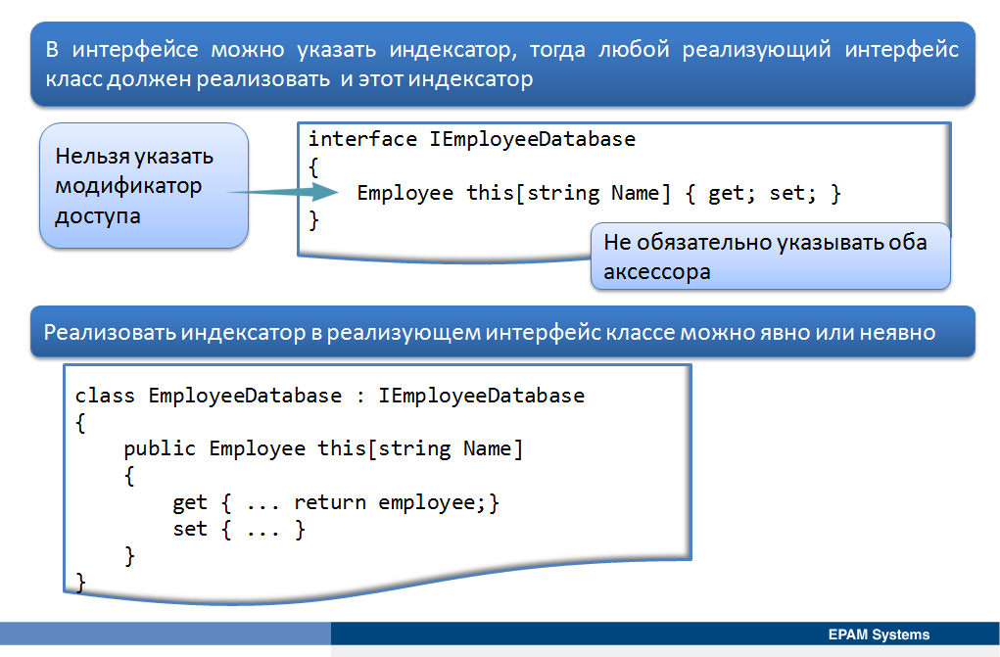 В интерфейсе можно указать индексатор, тогда любой реализующий интерфейс
класс должен реализовать и этот индексатор
Нельзя указать
модификатор
доступа
interface IEmployeeDatabase
{
Employee this[string Name] { get; set; }
}
Не обязательно указывать оба
аксессора
Реализовать индексатор в реализующем интерфейс классе можно явно или неявно
class EmployeeDatabase : IEmployeeDatabase
{
public Employee this[string Name]
{
get { ... return employee;}
set { ... }
}
}
EPAM Systems